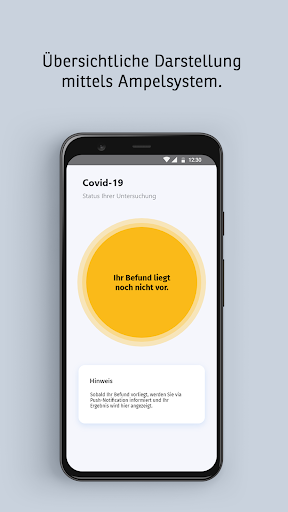 Übersichtliche Darstellung
mittels Ampelsystem.
12:30
Covid-19
Status Ihrer Untersuchung
Ihr Befund liegt
noch nicht vor.
Hinweis
Sobald Ihr Befund vorliegt, werden Sie via
Push-Notification informiert und Ihr
Ergebnis wird hier angezeigt.